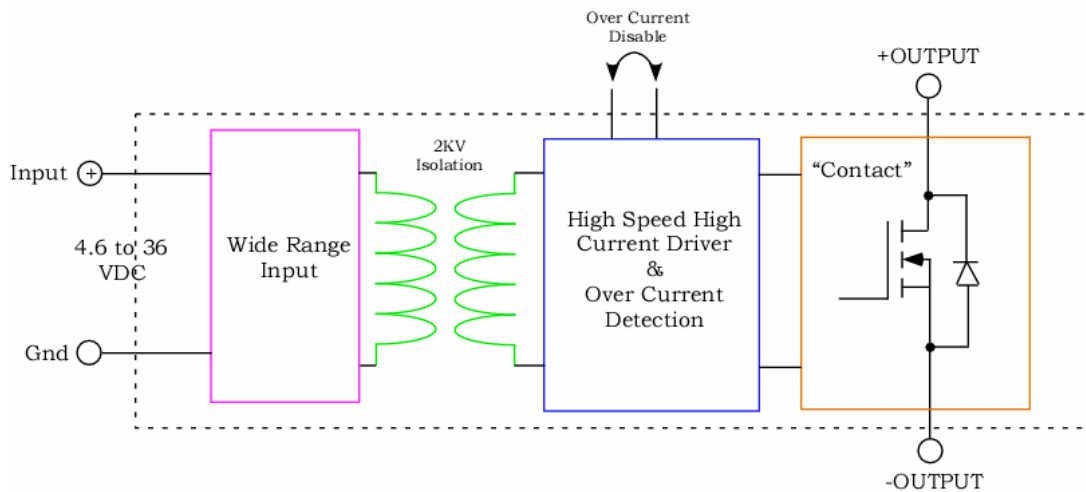 Over Current
Disable
+OUTPUT
2KV
Isolation
Input
+
4.6 to 36
VDC
Gnd
Wide Range
Input
High Speed High
Current Driver
&
Over Current
Detection
“Contact”
-OUTPUT